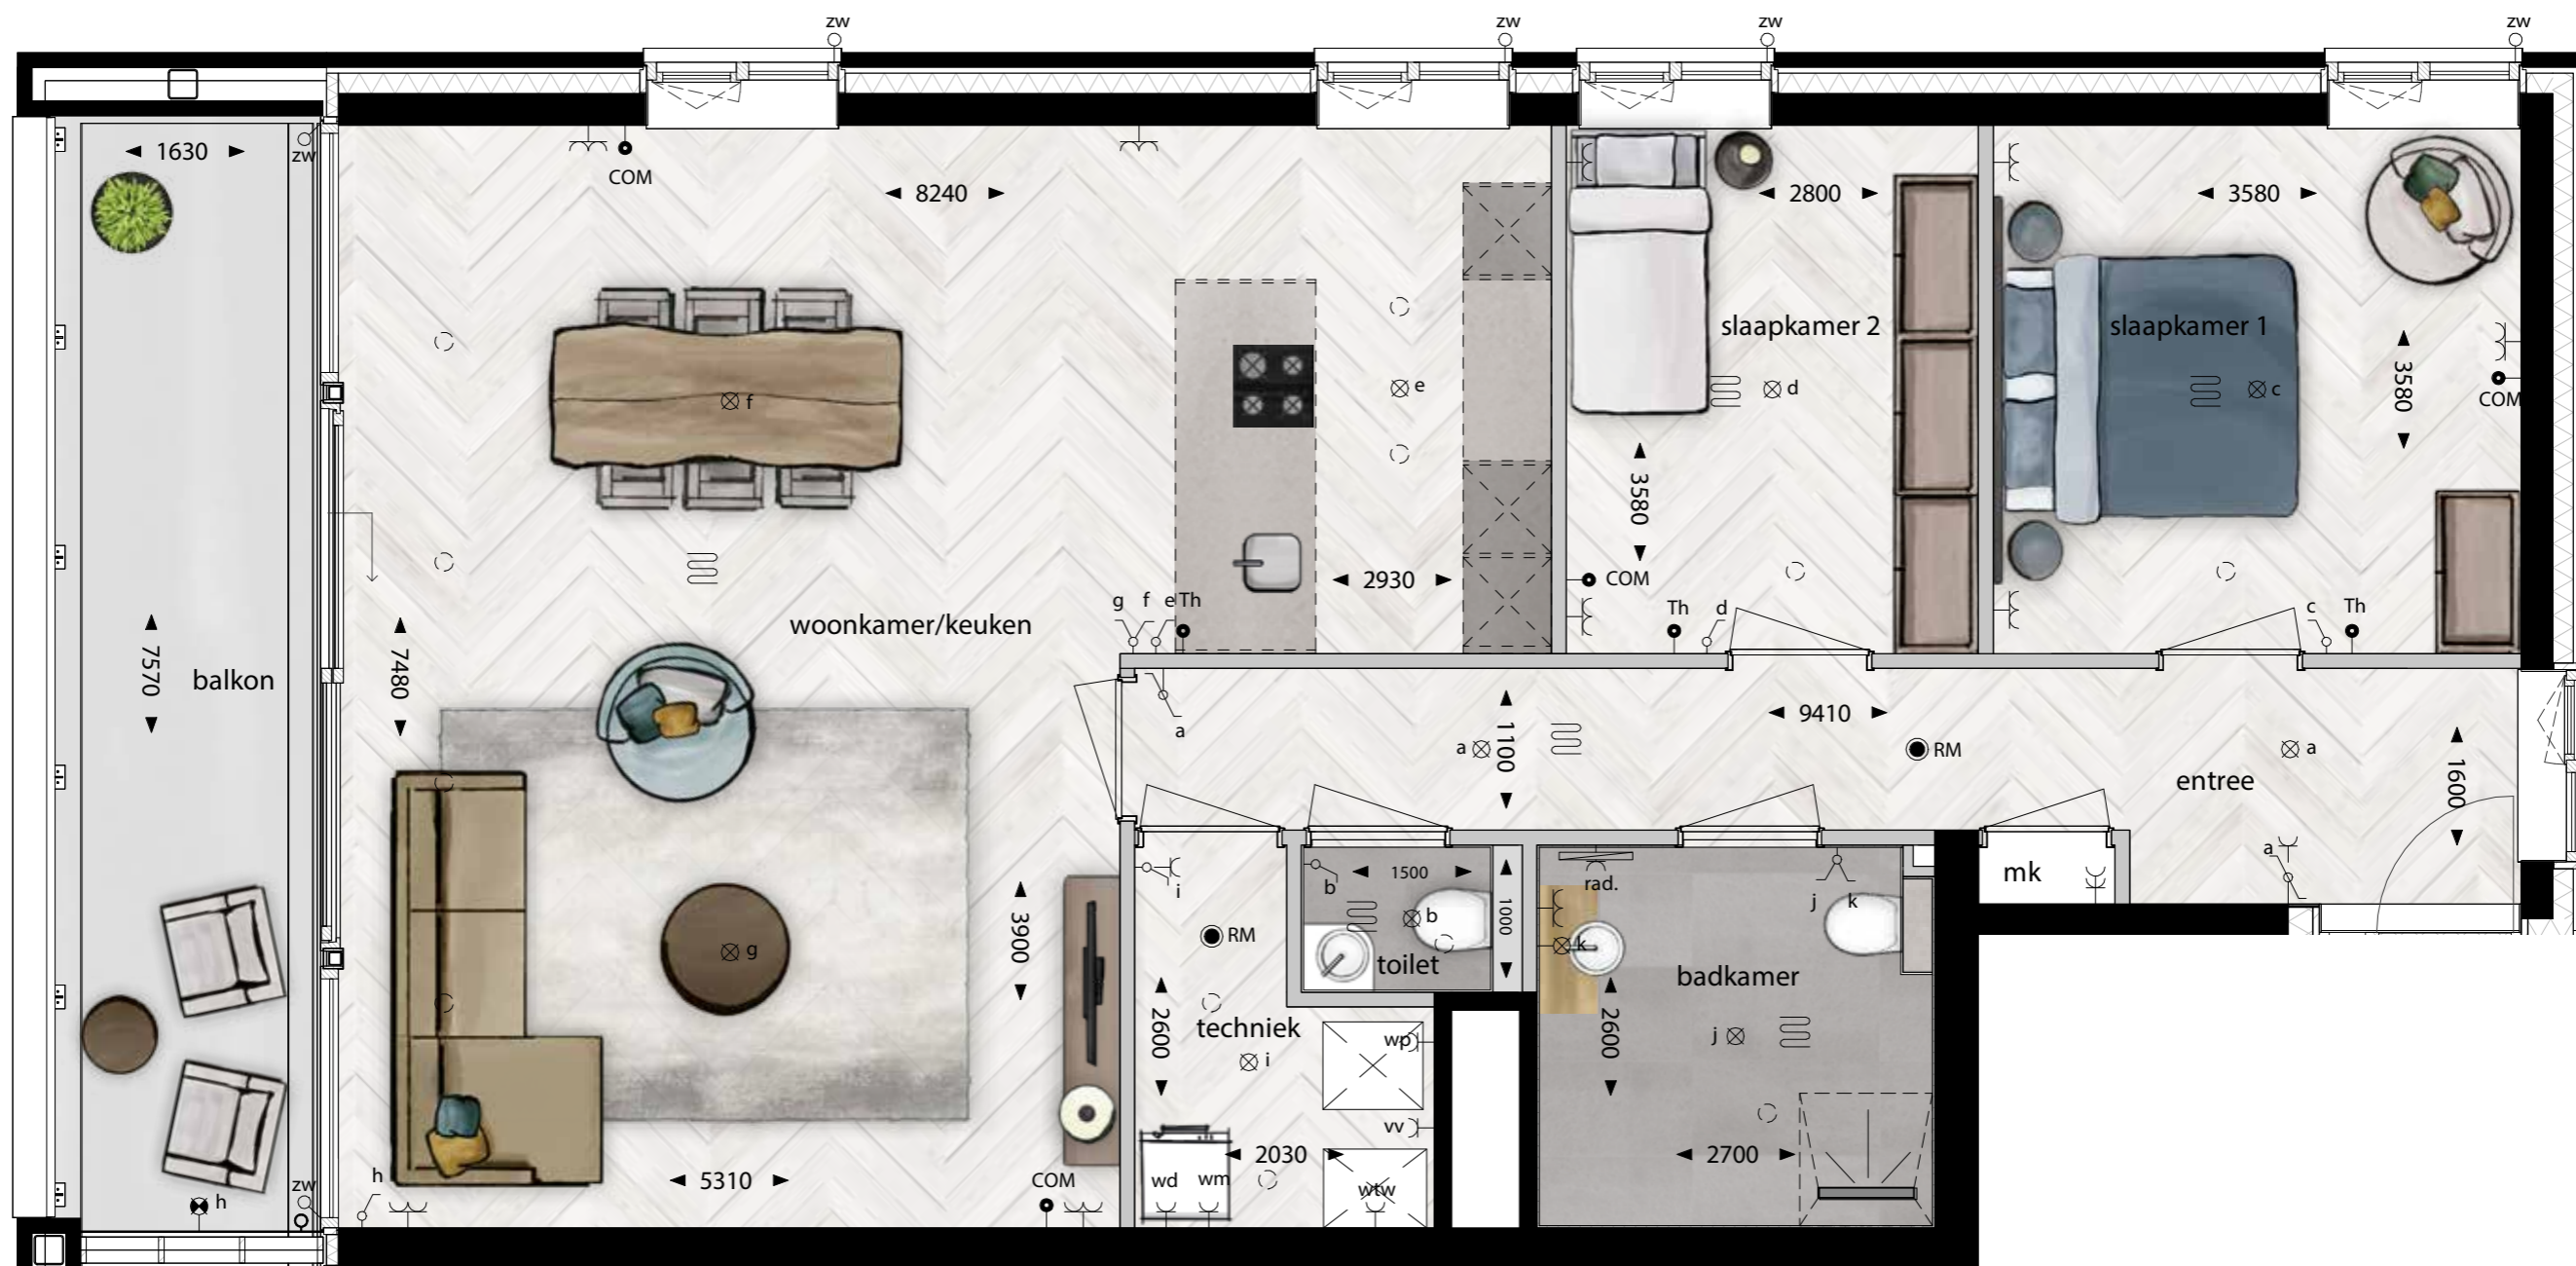 zw
zw
zw
zw
1630
zw
COM
8240
2800
3580
slaapkamer 2
slaapkamer 1
f
e
d
c
3580
COM
3580
COM
2930
g
f
e
Th
Th
d
c
Th
woonkamer/keuken
7570
balkon
7480
a
a
1100
9410
RM
a
entree
1600
i
b
1500
b
1000
rad.
j
k
mk
a
3900
RM
k
toilet
badkamer
g
2600
techniek
i
wp
2600
j
vv
2030
2700
h
zw
h
5310
COM
wd
wm
wtw